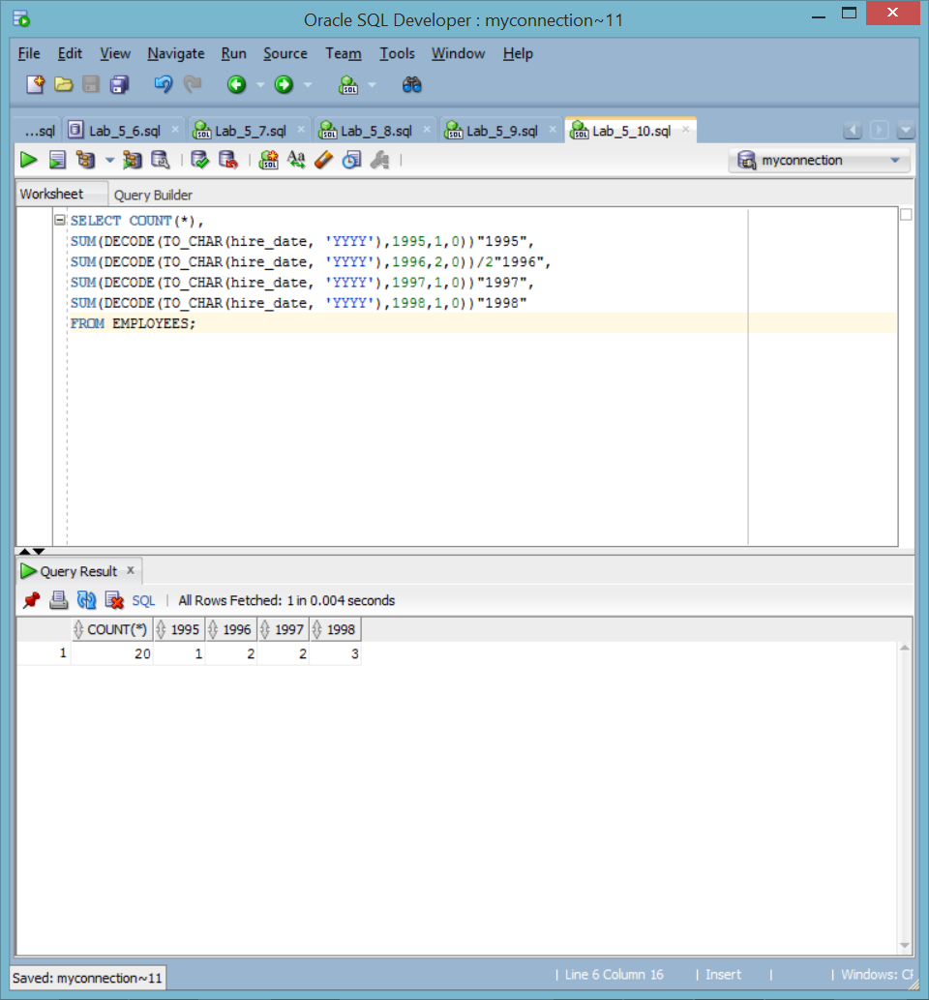 Oracle SQL Developer : myconnection~11
File Edit View Navigate Run Source Team Tools Window Help
...sql Lab_5_6.sql Lab_5_7.sql Lab_5_8.sql Lab_5_9.sql Lab_5_10.sql
myconnection
Worksheet Query Builder
SELECT COUNT(*),
SUM(DECODE(TO_CHAR(hire_date, 'YYYY'),1995,1,0))"1995",
SUM(DECODE(TO_CHAR(hire_date, 'YYYY'),1996,2,0))/2"1996",
SUM(DECODE(TO_CHAR(hire_date, 'YYYY'),1997,1,0))"1997",
SUM(DECODE(TO_CHAR(hire_date, 'YYYY'),1998,1,0))"1998"
FROM EMPLOYEES;
Query Result x
SQL | All Rows Fetched: 1 in 0.004 seconds
COUNT(*) 1995 1996 1997 1998
1 20 1 2 2 3
Saved: myconnection~11 | Line 6 Column 16 | Insert | | Windows: CF